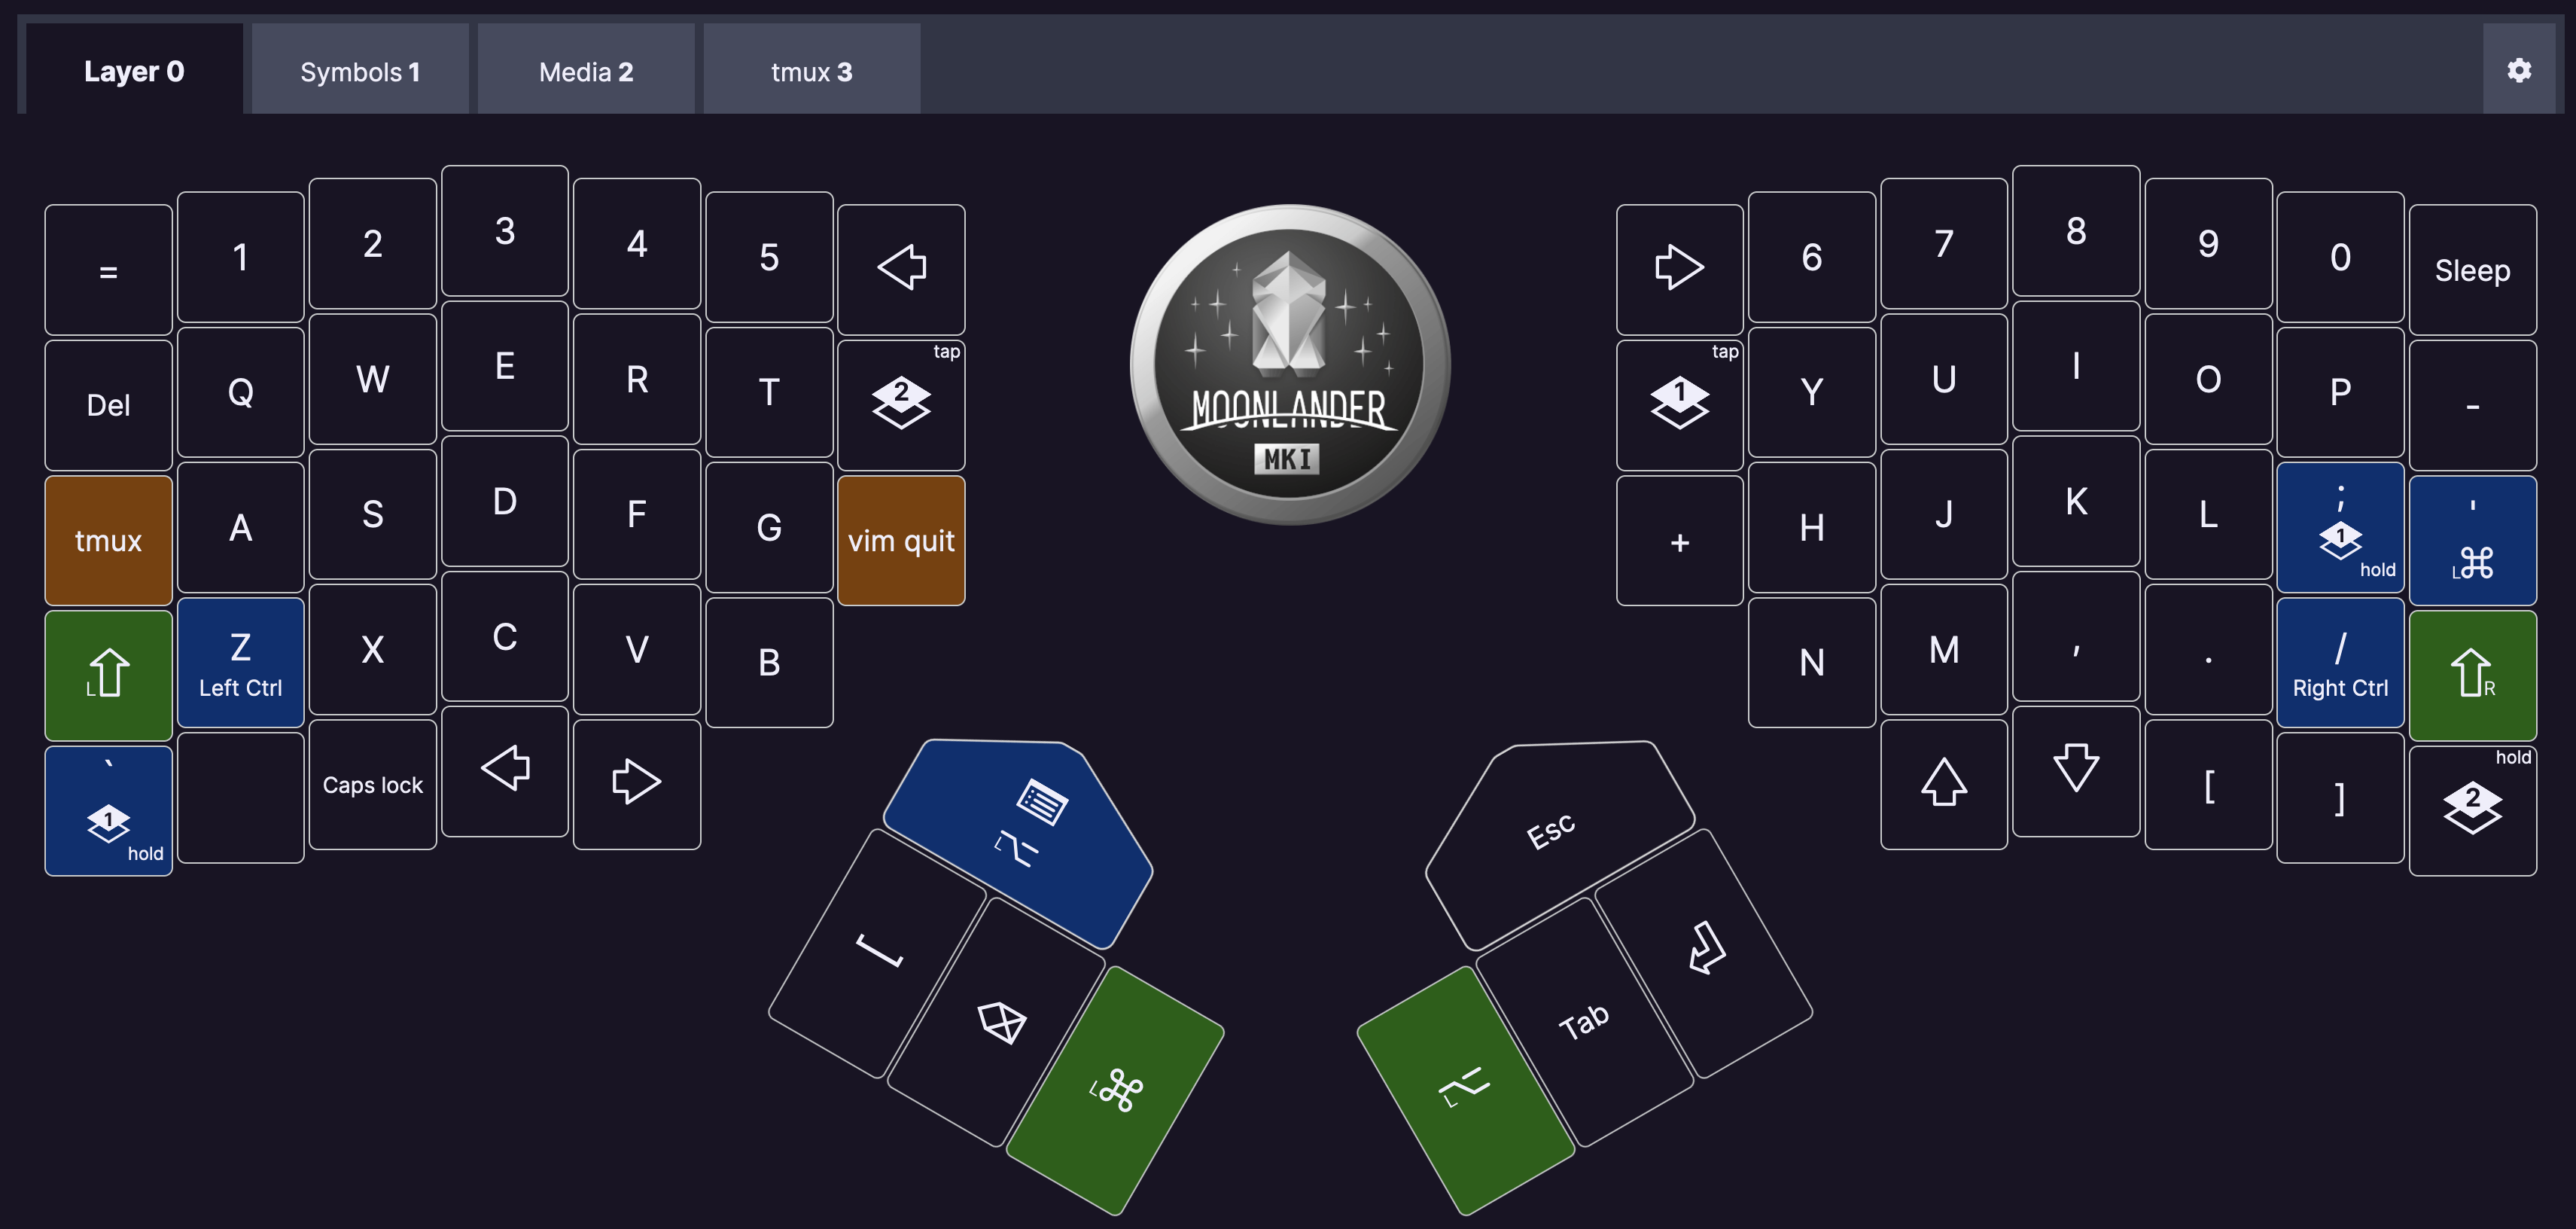 Layer 0
Symbols 1
Media 2
tmux 3
=
1
2
3
4
5
6
7
8
9
0
Sleep
Del
Q
W
E
R
T
tap
2
tap
1
Y
U
I
O
P
-
tmux
A
S
D
F
G
vim quit
+
H
J
K
L
;
1
hold
'
L⌘
L
Z
Left Ctrl
X
C
V
B
N
M
,
.
/
Right Ctrl
R
`
1
hold
Caps lock
[
]
hold
2
L⌥
L⌘
Esc
Tab
L⌥
MOONLANDER
MKI